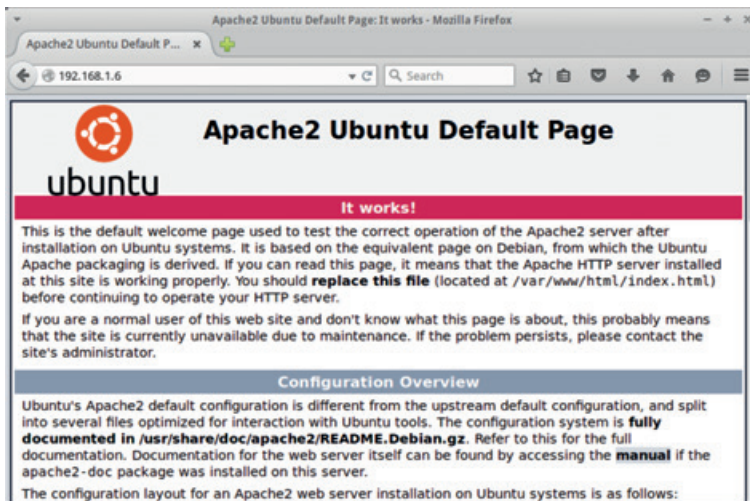 Apache2 Ubuntu Default Page: It works - Mozilla Firefox
Apache2 Ubuntu Default P...
192.168.1.6
Search
Apache2 Ubuntu Default Page
ubuntu
It works!
This is the default welcome page used to test the correct operation of the Apache2 server after
installation on Ubuntu systems. It is based on the equivalent page on Debian, from which the Ubuntu
Apache packaging is derived. If you can read this page, it means that the Apache HTTP server installed
at this site is working properly. You should replace this file (located at /var/www/html/index.html)
before continuing to operate your HTTP server.
If you are a normal user of this web site and don't know what this page is about, this probably means
that the site is currently unavailable due to maintenance. If the problem persists, please contact the
site's administrator.
Configuration Overview
Ubuntu's Apache2 default configuration is different from the upstream default configuration, and split
into several files optimized for interaction with Ubuntu tools. The configuration system is fully
documented in /usr/share/doc/apache2/README.Debian.gz. Refer to this for the full
documentation. Documentation for the web server itself can be found by accessing the manual if the
apache2-doc package was installed on this server.
The configuration layout for an Apache2 web server installation on Ubuntu systems is as follows: